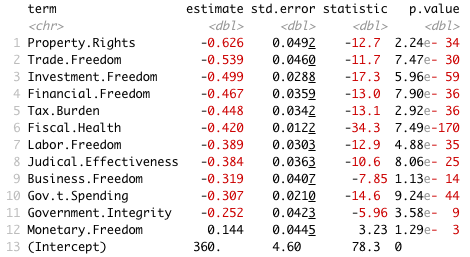 term estimate std.error statistic p.value
<chr> <dbl> <dbl> <dbl> <dbl>
1 Property.Rights -0.626 0.0492 -12.7 2.24e- 34
2 Trade.Freedom -0.539 0.0460 -11.7 7.47e- 30
3 Investment.Freedom -0.499 0.0288 -17.3 5.96e- 59
4 Financial.Freedom -0.467 0.0359 -13.0 7.90e- 36
5 Tax.Burden -0.448 0.0342 -13.1 2.92e- 36
6 Fiscal.Health -0.420 0.0122 -34.3 7.49e-170
7 Labor.Freedom -0.389 0.0303 -12.9 4.88e- 35
8 Judical.Effectiveness -0.384 0.0363 -10.6 8.06e- 25
9 Business.Freedom -0.319 0.0407 -7.85 1.13e- 14
10 Gov.t.Spending -0.307 0.0210 -14.6 9.24e- 44
11 Government.Integrity -0.252 0.0423 -5.96 3.58e- 9
12 Monetary.Freedom 0.144 0.0445 3.23 1.29e- 3
13 (Intercept) 360. 4.60 78.3 0